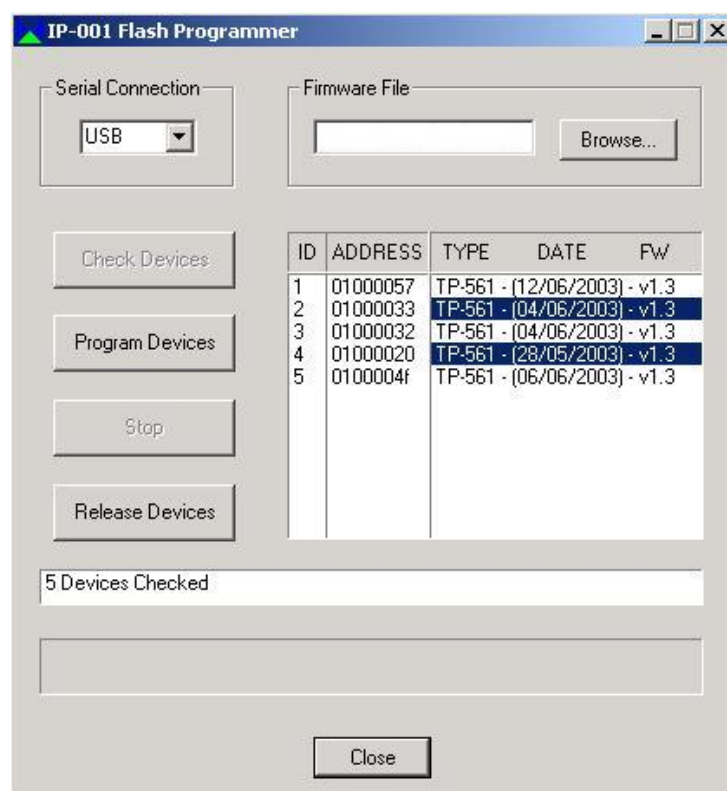 IP-001 Flash Programmer
Serial Connection
Firmware File
USB
Browse...
Check Devices
Program Devices
Stop
Release Devices
ID ADDRESS TYPE DATE FW
1 01000057 TP-561 - (12/06/2003) - v1.3
2 01000033 TP-561 - (04/06/2003) - v1.3
3 01000032 TP-561 - (04/06/2003) - v1.3
4 01000020 TP-561 - (28/05/2003) - v1.3
5 0100004f TP-561 - (06/06/2003) - v1.3
5 Devices Checked
Close